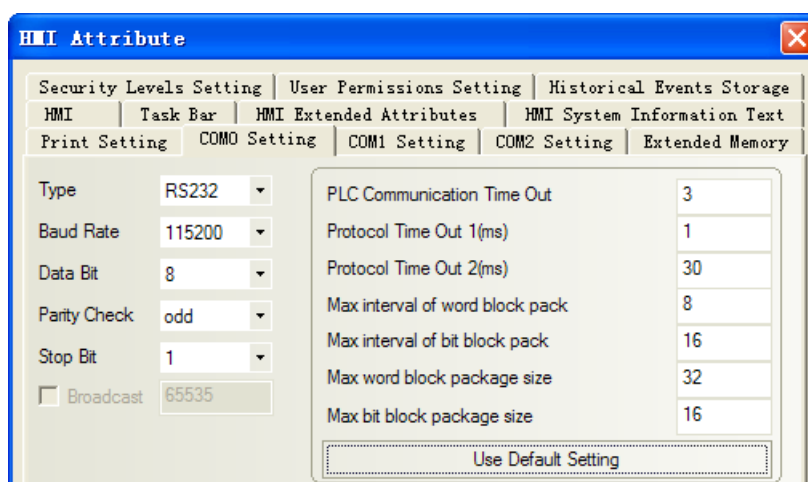 HMI Attribute
Security Levels Setting User Permissions Setting Historical Events Storage
HMI Task Bar HMI Extended Attributes HMI System Information Text
Print Setting COM0 Setting COM1 Setting COM2 Setting Extended Memory
Type RS232
Baud Rate 115200
Data Bit 8
Parity Check odd
Stop Bit 1
Broadcast 65535
PLC Communication Time Out 3
Protocol Time Out 1(ms) 1
Protocol Time Out 2(ms) 30
Max interval of word block pack 8
Max interval of bit block pack 16
Max word block package size 32
Max bit block package size 16
Use Default Setting